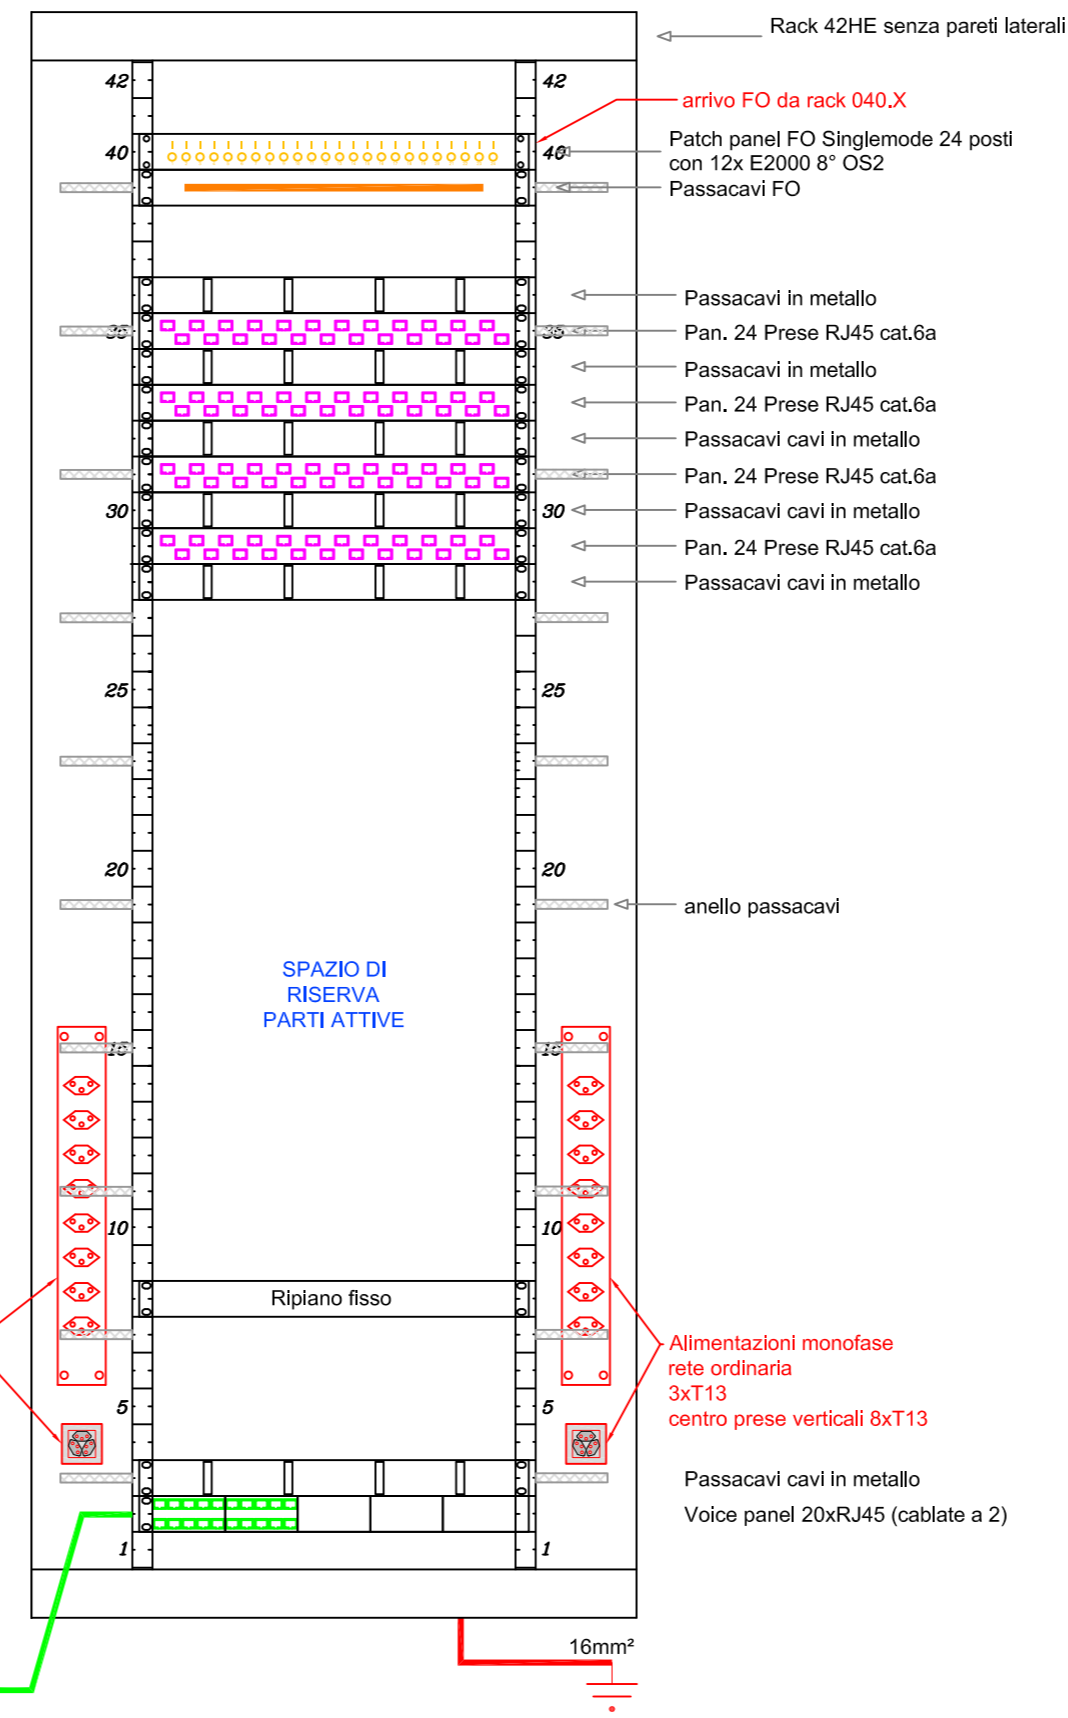 Rack 42HE senza pareti laterali
42 42
arrivo FO da rack 040.X
40 40
Patch panel FO Singlemode 24 posti
con 12x E2000 8° OS2
Passacavi FO
Passacavi in metallo
35 35
Pan. 24 Prese RJ45 cat.6a
Passacavi in metallo
Pan. 24 Prese RJ45 cat.6a
Passacavi cavi in metallo
Pan. 24 Prese RJ45 cat.6a
30 30
Passacavi cavi in metallo
Pan. 24 Prese RJ45 cat.6a
Passacavi cavi in metallo
25 25
20 20
anello passacavi
SPAZIO DI
RISERVA
PARTI ATTIVE
15 15
10 10
Ripiano fisso
Alimentazioni monofase
rete ordinaria
3xT13
centro prese verticali 8xT13
5 5
Passacavi cavi in metallo
Voice panel 20xRJ45 (cablate a 2)
1 1
16mm²